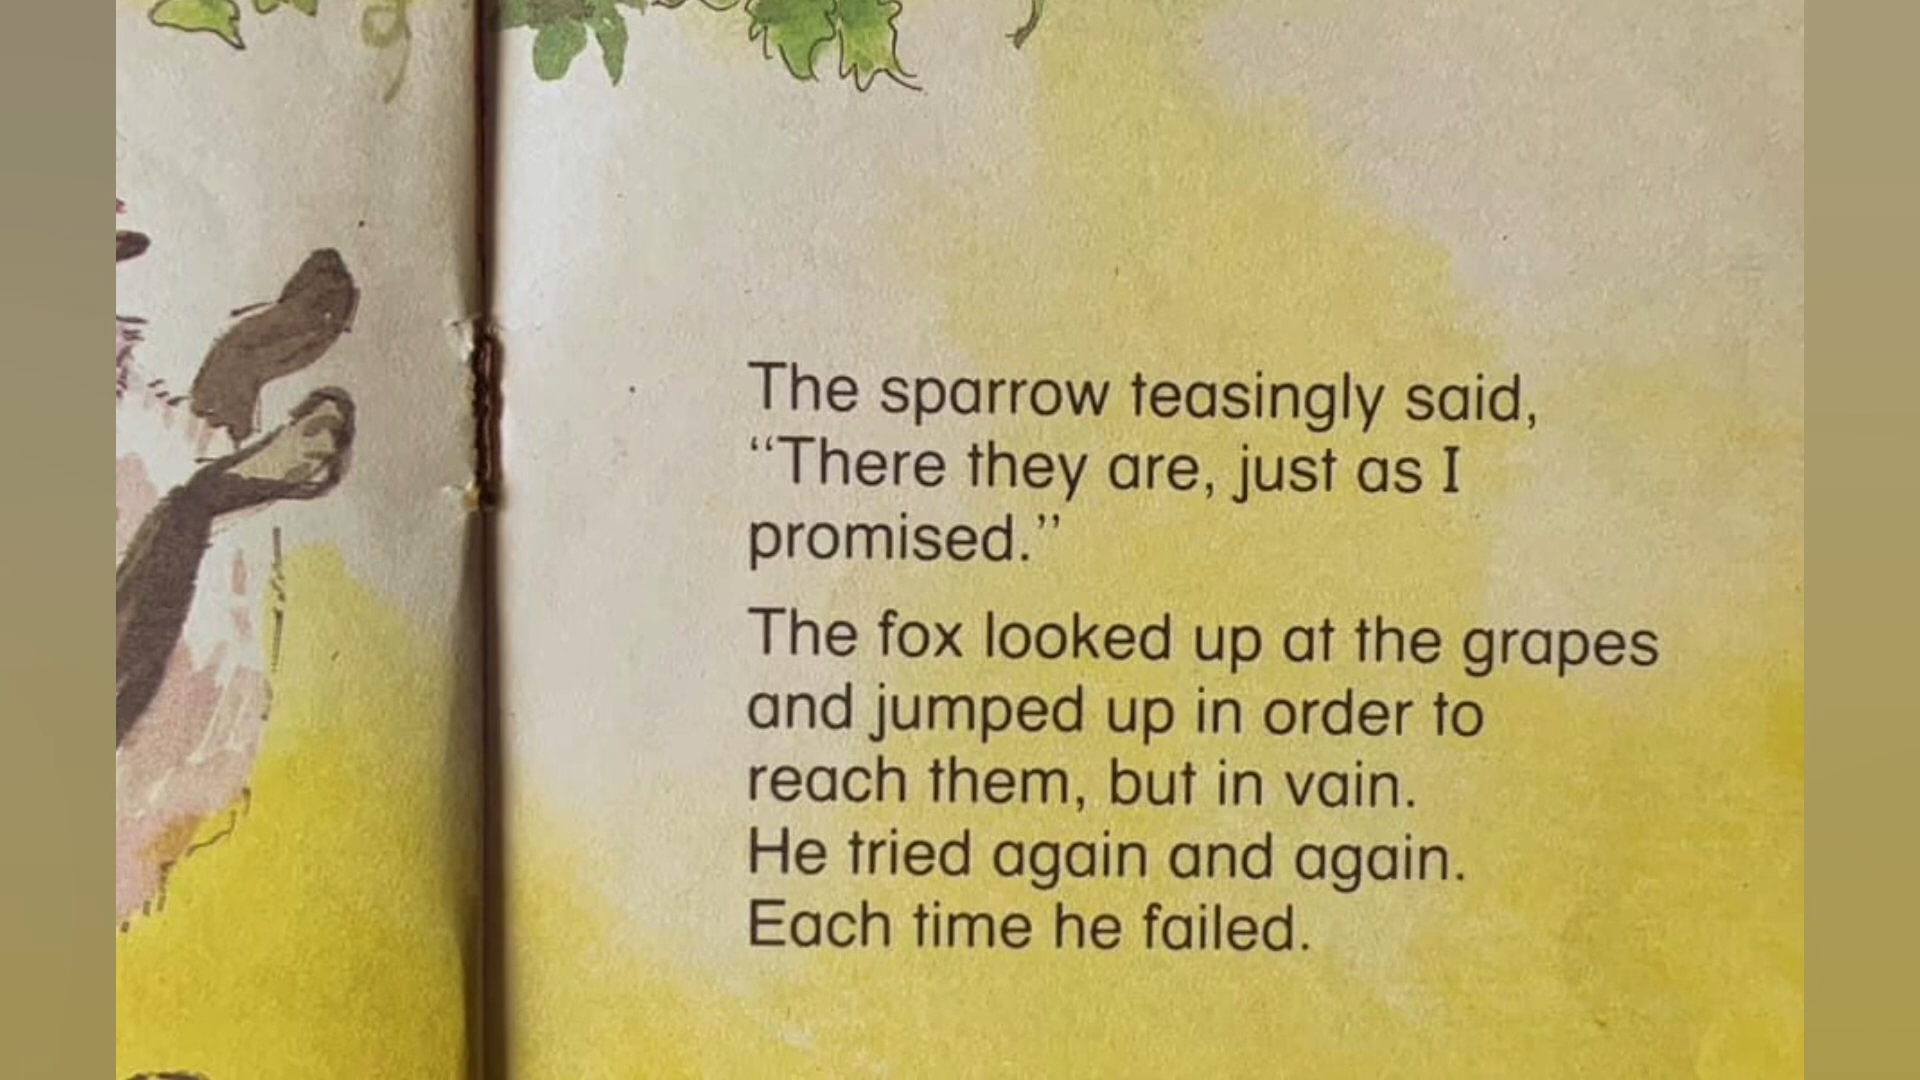 The sparrow teasingly said,
“There they are, just as I
promised.”
The fox looked up at the grapes
and jumped up in order to
reach them, but in vain.
He tried again and again.
Each time he failed.